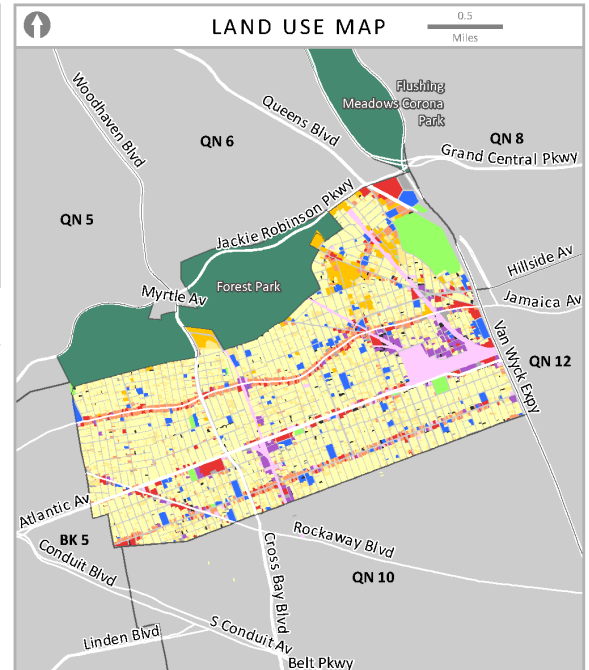 LAND USE MAP
0.5
Miles
Woodhaven Blvd
Queens Blvd
Flushing
Meadows Corona
Park
QN 6
QN 8
Grand Central Pkwy
QN 5
Jackie Robinson Pkwy
Hillside Av
Myrtle Av
Forest Park
Jamaica Av
Van Wyck Expy
QN 12
Atlantic Av
BK 5
Rockaway Blvd
Conduit Blvd
Cross Bay Blvd
QN 10
Linden Blvd
S Conduit Av
Belt Pkwy